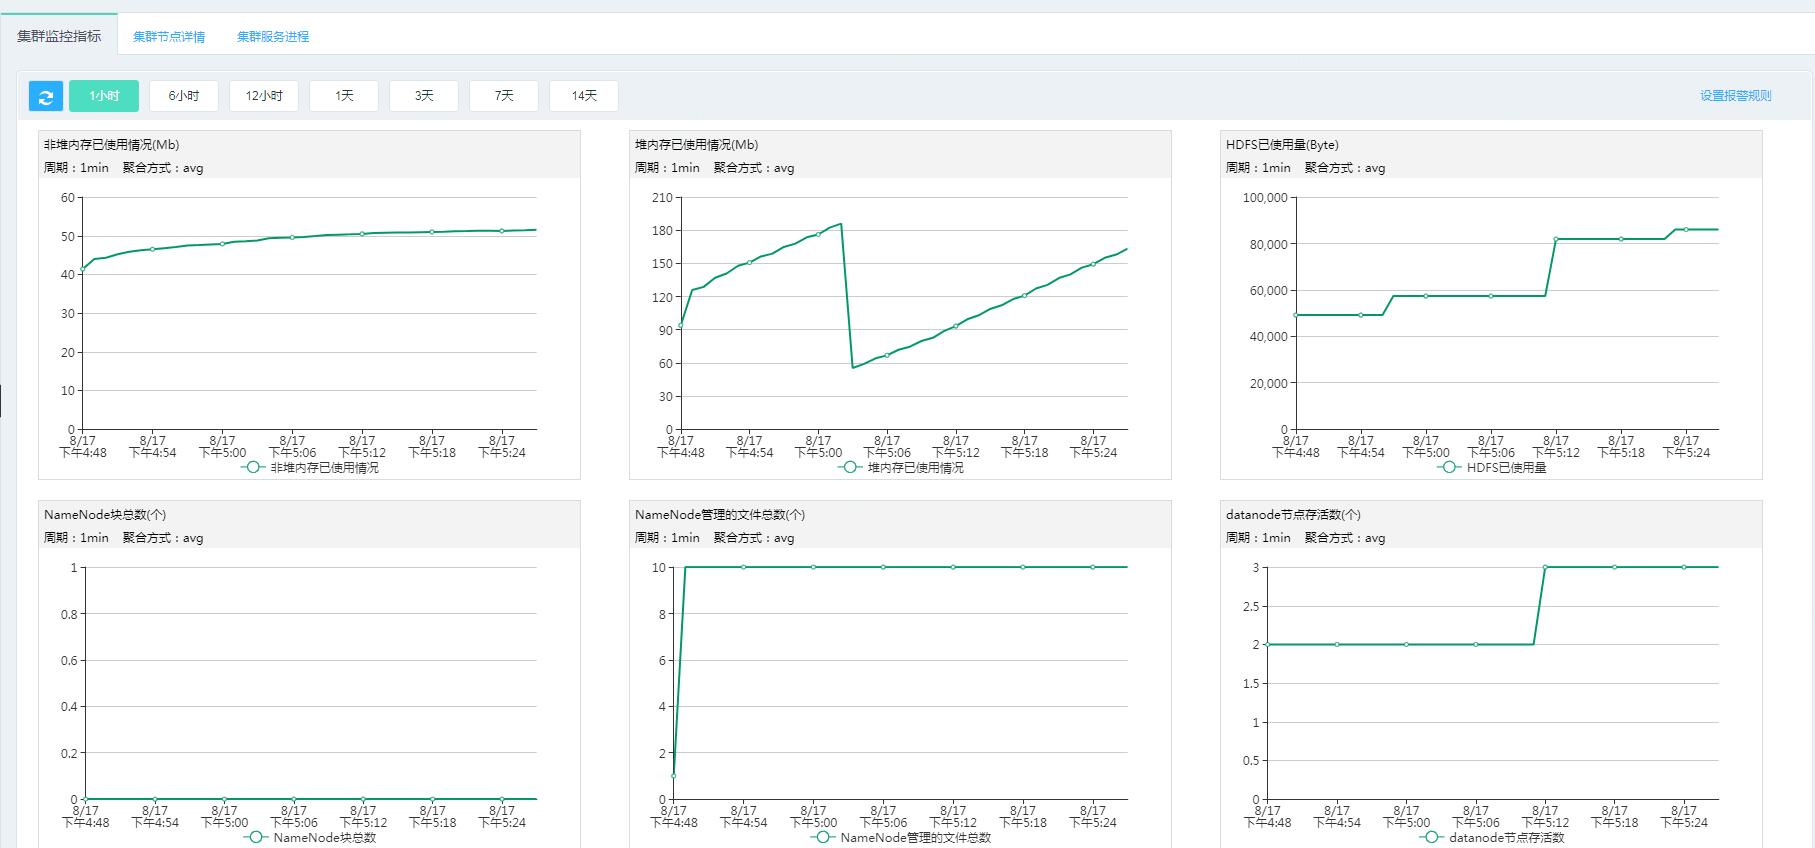 集群监控指标 集群节点详情 集群服务进程
1小时 6小时 12小时 1天 3天 7天 14天 设置报警规则
非堆内存已使用情况(Mb)
周期：1min 聚合方式：avg
60
50
40
30
20
10
0
8/17 8/17 8/17 8/17 8/17 8/17 8/17
下午4:48 下午4:54 下午5:00 下午5:06 下午5:12 下午5:18 下午5:24
非堆内存已使用情况
堆内存已使用情况(Mb)
周期：1min 聚合方式：avg
210
180
150
120
90
60
30
0
8/17 8/17 8/17 8/17 8/17 8/17 8/17
下午4:48 下午4:54 下午5:00 下午5:06 下午5:12 下午5:18 下午5:24
堆内存已使用情况
HDFS已使用量(Byte)
周期：1min 聚合方式：avg
100,000
80,000
60,000
40,000
20,000
0
8/17 8/17 8/17 8/17 8/17 8/17 8/17
下午4:48 下午4:54 下午5:00 下午5:06 下午5:12 下午5:18 下午5:24
HDFS已使用量
NameNode块总数(个)
周期：1min 聚合方式：avg
1
0.8
0.6
0.4
0.2
0
8/17 8/17 8/17 8/17 8/17 8/17 8/17
下午4:48 下午4:54 下午5:00 下午5:06 下午5:12 下午5:18 下午5:24
NameNode块总数
NameNode管理的文件总数(个)
周期：1min 聚合方式：avg
10
8
6
4
2
0
8/17 8/17 8/17 8/17 8/17 8/17 8/17
下午4:48 下午4:54 下午5:00 下午5:06 下午5:12 下午5:18 下午5:24
NameNode管理的文件总数
datanode节点存活数(个)
周期：1min 聚合方式：avg
3
2.5
2
1.5
1
0.5
0
8/17 8/17 8/17 8/17 8/17 8/17 8/17
下午4:48 下午4:54 下午5:00 下午5:06 下午5:12 下午5:18 下午5:24
datanode节点存活数